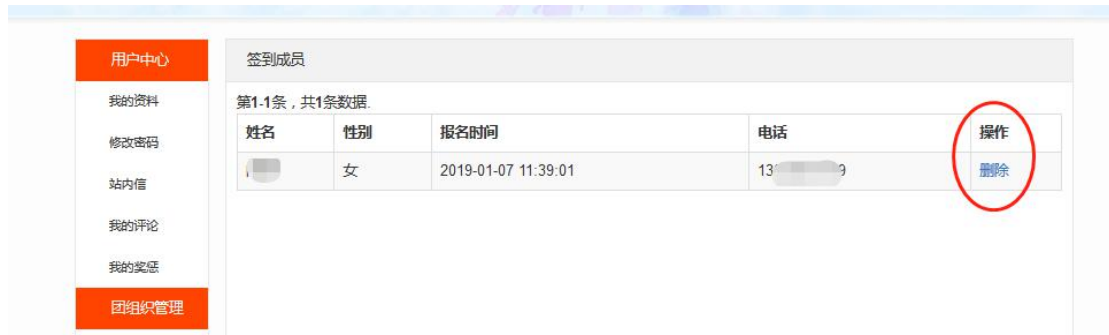 用户中心
我的资料
修改密码
站内信
我的评论
我的奖惩
团组织管理
签到成员
第1-1条，共1条数据.
姓名 性别 报名时间 电话 操作
女 2019-01-07 11:39:01 13 9 删除